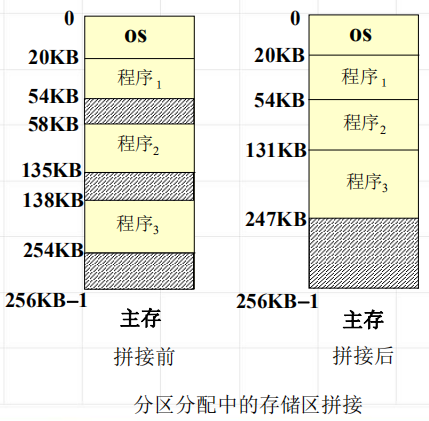 0
OS
20KB
程序1
54KB
58KB
程序2
135KB
138KB
程序3
254KB
256KB−1
主存
拼接前
0
OS
20KB
程序1
54KB
程序2
131KB
程序3
247KB
256KB−1
主存
拼接后
分区分配中的存储区拼接